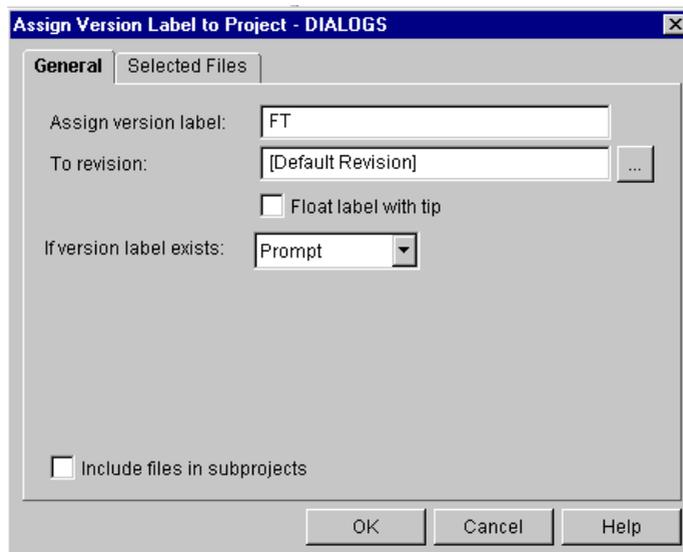 Assign Version Label to Project - DIALOGS
General Selected Files
Assign version label: FT
To revision: [Default Revision] ...
Float label with tip
If version label exists: Prompt
Include files in subprojects
OK Cancel Help